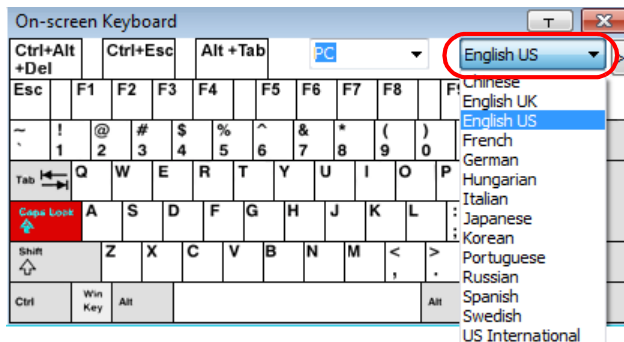 On-screen Keyboard
Ctrl+Alt +Del Ctrl+Esc Alt +Tab PC English US >
Esc F1 F2 F3 F4 F5 F6 F7 F8 F9
~ ! @ # $ % ^ & * ( )
` 1 2 3 4 5 6 7 8 9 0
Tab Q W E R T Y U I O P
Caps Lock A S D F G H J K L : ;
Shift Z X C V B N M < , > .
Ctrl Win Key Alt Alt
Chinese
English UK
English US
French
German
Hungarian
Italian
Japanese
Korean
Portuguese
Russian
Spanish
Swedish
US International